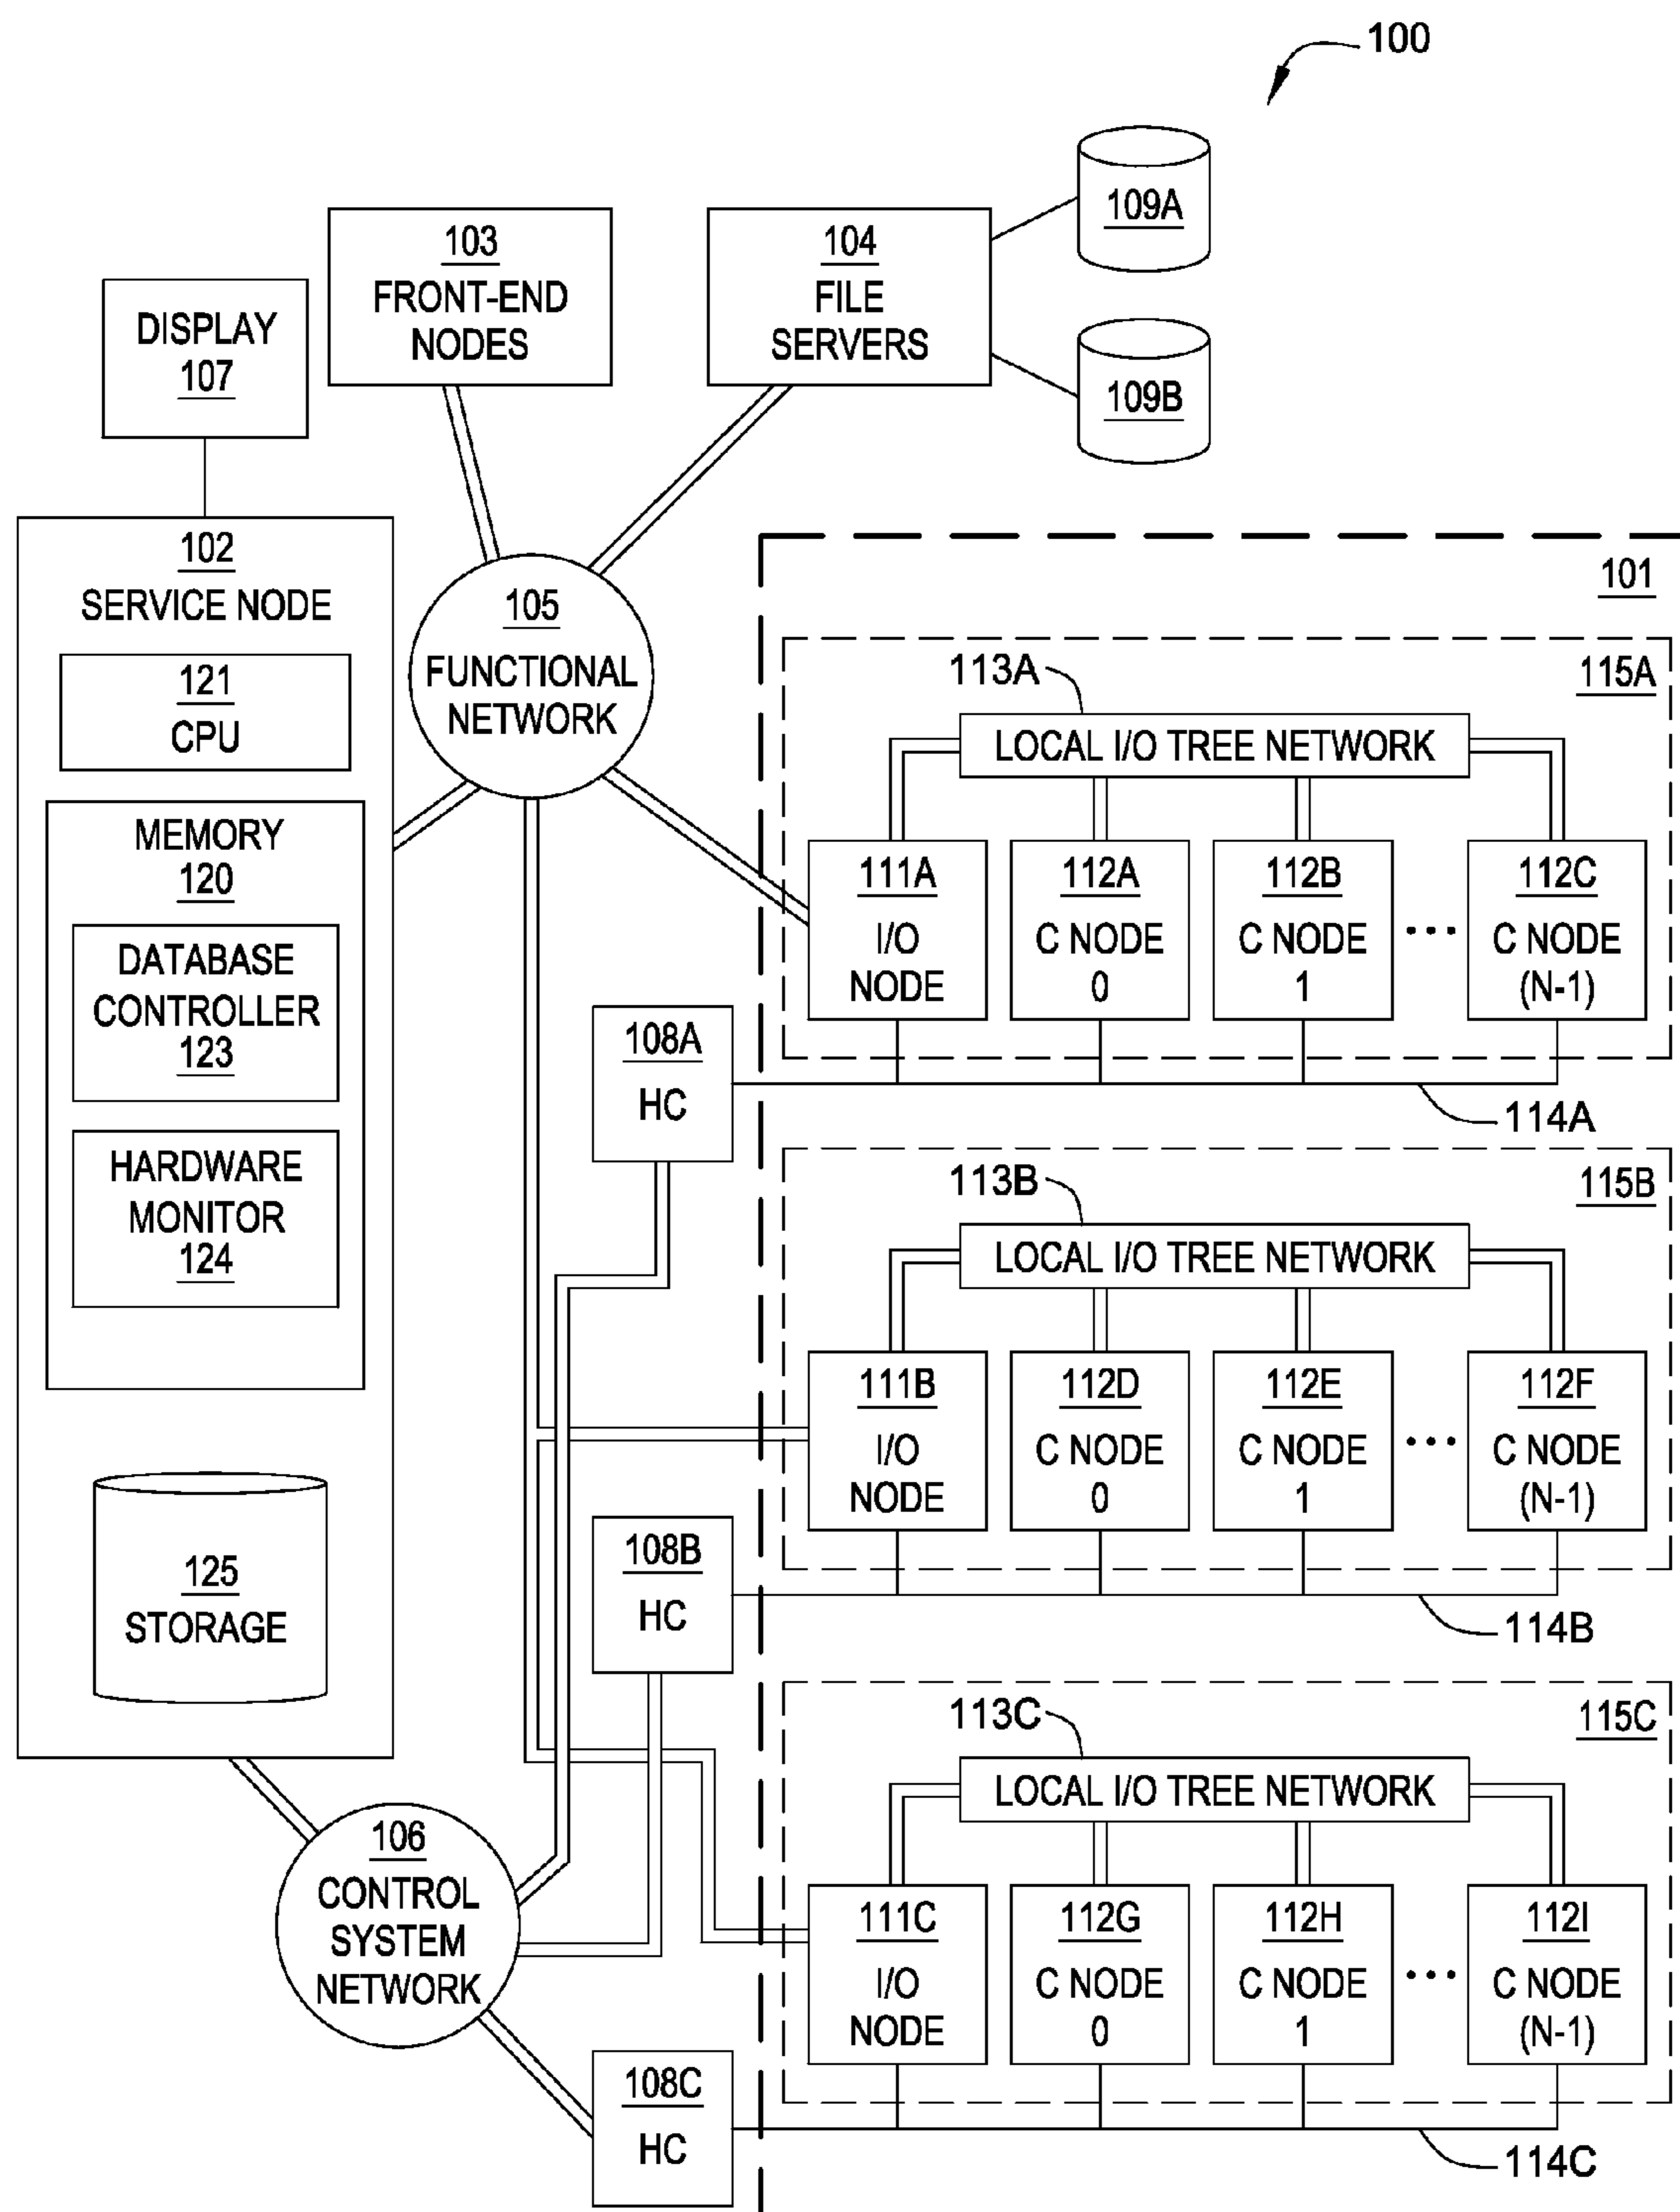 100
109A
109B
103
FRONT-END
NODES
104
FILE
SERVERS
DISPLAY
107
102
SERVICE NODE
121
CPU
MEMORY
120
DATABASE
CONTROLLER
123
HARDWARE
MONITOR
124
125
STORAGE
105
FUNCTIONAL
NETWORK
106
CONTROL
SYSTEM
NETWORK
108A
HC
108B
HC
108C
HC
101
115A
113A
LOCAL I/O TREE NETWORK
111A
I/O
NODE
112A
C NODE
0
112B
C NODE
1
...
112C
C NODE
(N-1)
114A
115B
113B
LOCAL I/O TREE NETWORK
111B
I/O
NODE
112D
C NODE
0
112E
C NODE
1
...
112F
C NODE
(N-1)
114B
115C
113C
LOCAL I/O TREE NETWORK
111C
I/O
NODE
112G
C NODE
0
112H
C NODE
1
...
112I
C NODE
(N-1)
114C